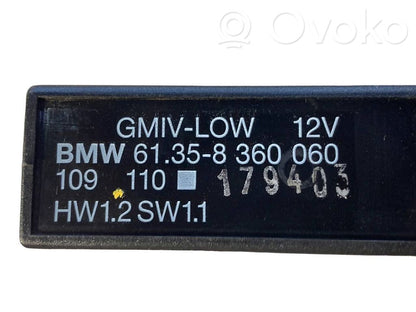 Ovoko
GMIV-LOW 12V
BMW 61.35-8 360 060
109 110 179403
HW1.2 SW1.1